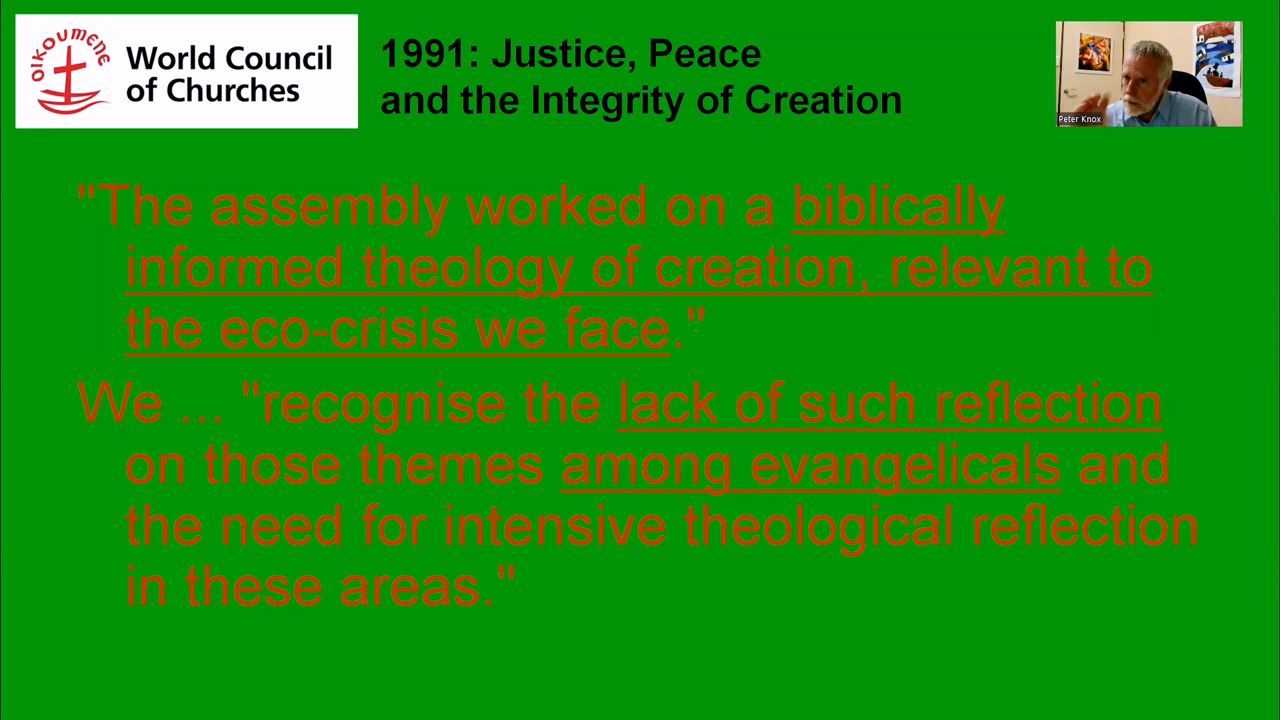 OIKOUMENE
World Council
of Churches
1991: Justice, Peace
and the Integrity of Creation
Peter Knox
"The assembly worked on a biblically
informed theology of creation, relevant to
the eco-crisis we face."
We ... "recognise the lack of such reflection
on those themes among evangelicals and
the need for intensive theological reflection
in these areas."